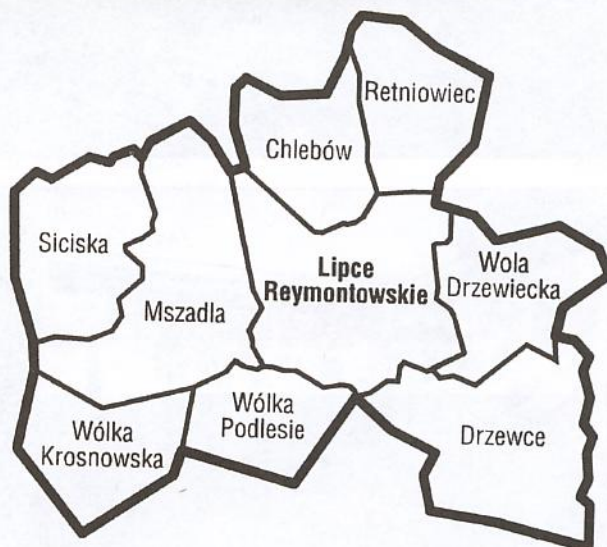 Retniowiec
Chlebów
Siciska
Lipce
Reymontowskie
Wola
Drzewiecka
Mszadla
Wólka
Podlesie
Wólka
Krosnowska
Drzewce